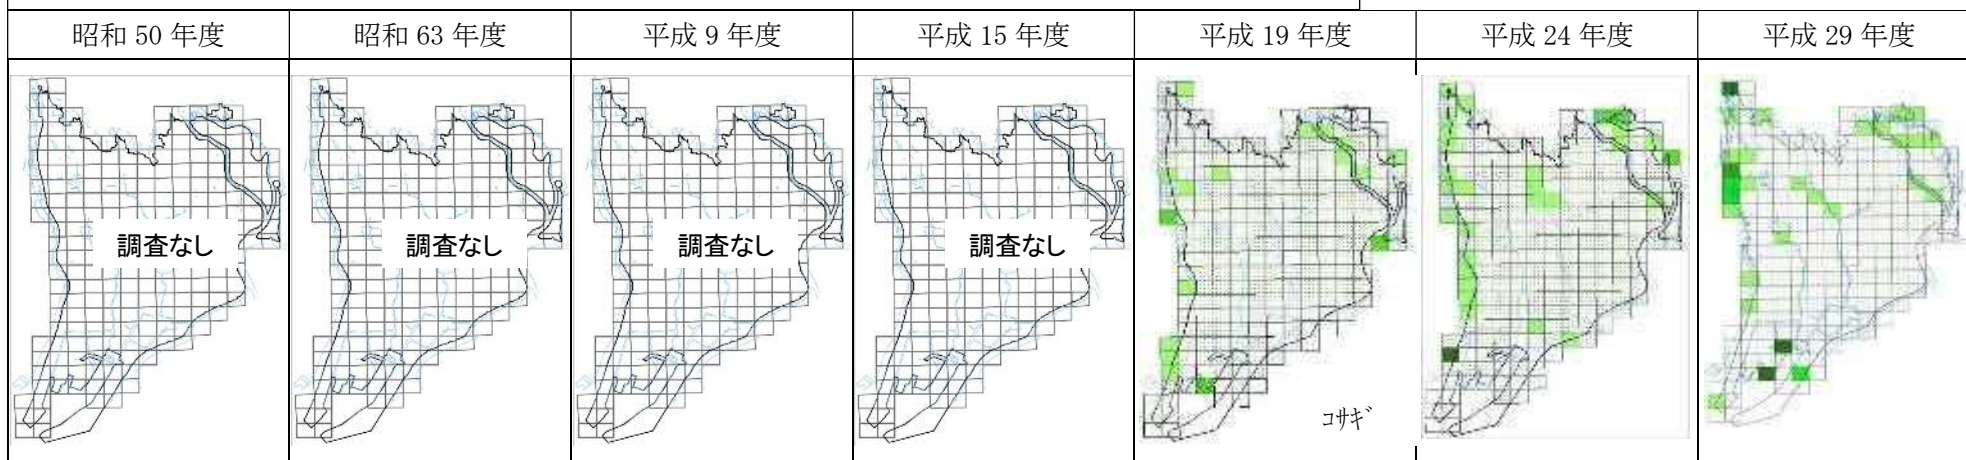 昭和 50 年度
昭和 63 年度
平成 9 年度
平成 15 年度
平成 19 年度
平成 24 年度
平成 29 年度
調査なし
調査なし
調査なし
調査なし
ｺｻｷﾞ